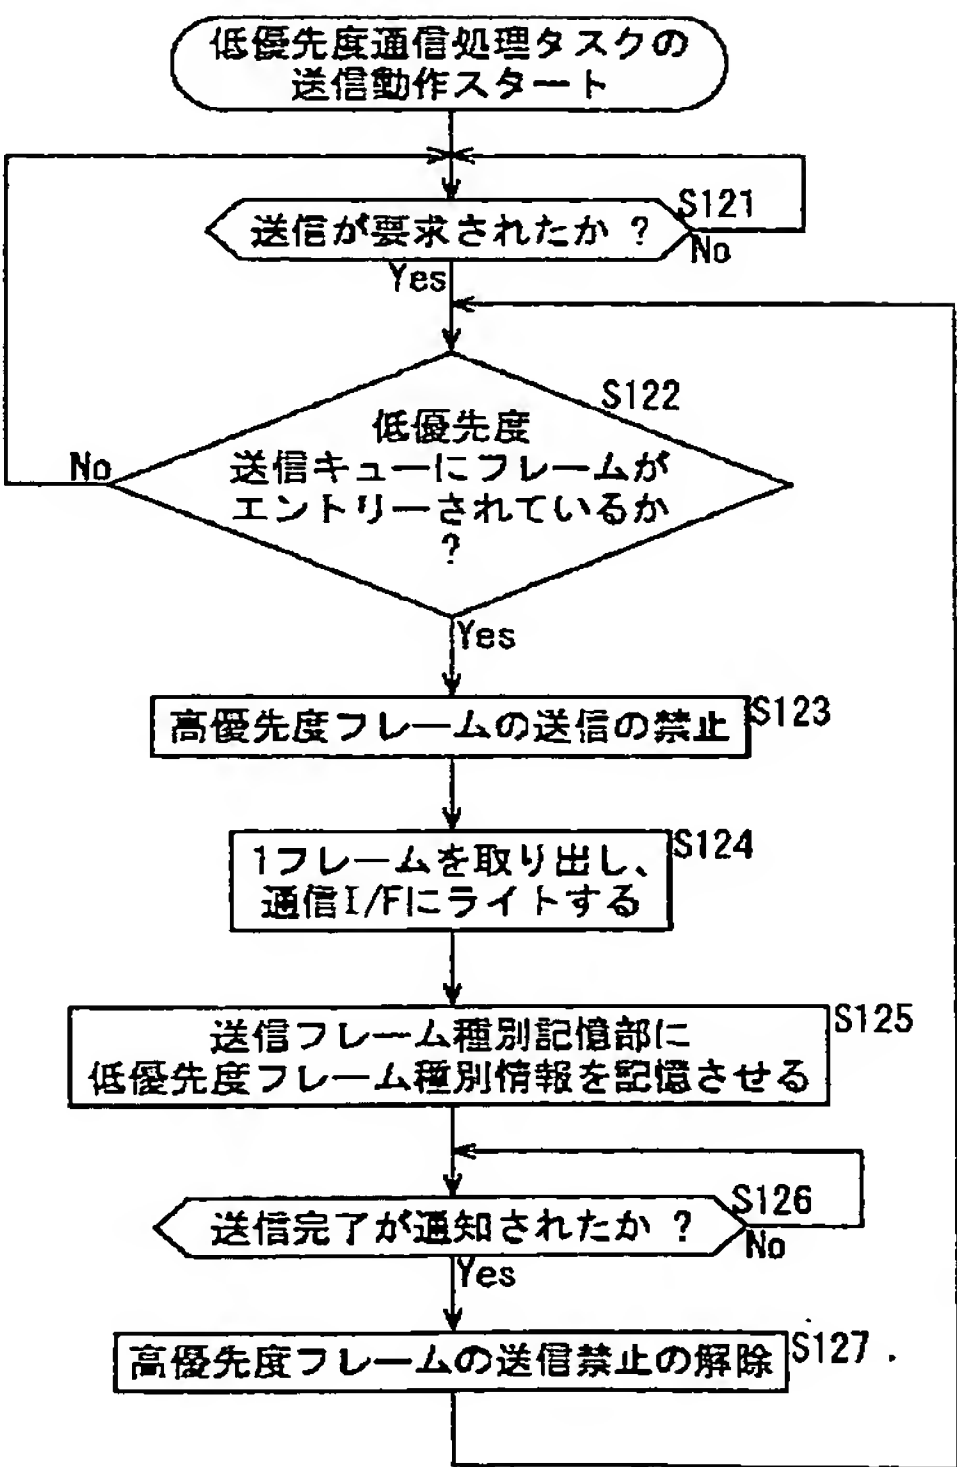 低優先度通信処理タスクの
送信動作スタート
送信が要求されたか ?
S121
No
Yes
S122
低優先度
送信キューにフレームが
エントリーされているか
?
No
Yes
高優先度フレームの送信の禁止
S123
1フレームを取り出し、
通信I/Fにライトする
S124
送信フレーム種別記憶部に
低優先度フレーム種別情報を記憶させる
S125
送信完了が通知されたか ?
S126
No
Yes
高優先度フレームの送信禁止の解除
S127